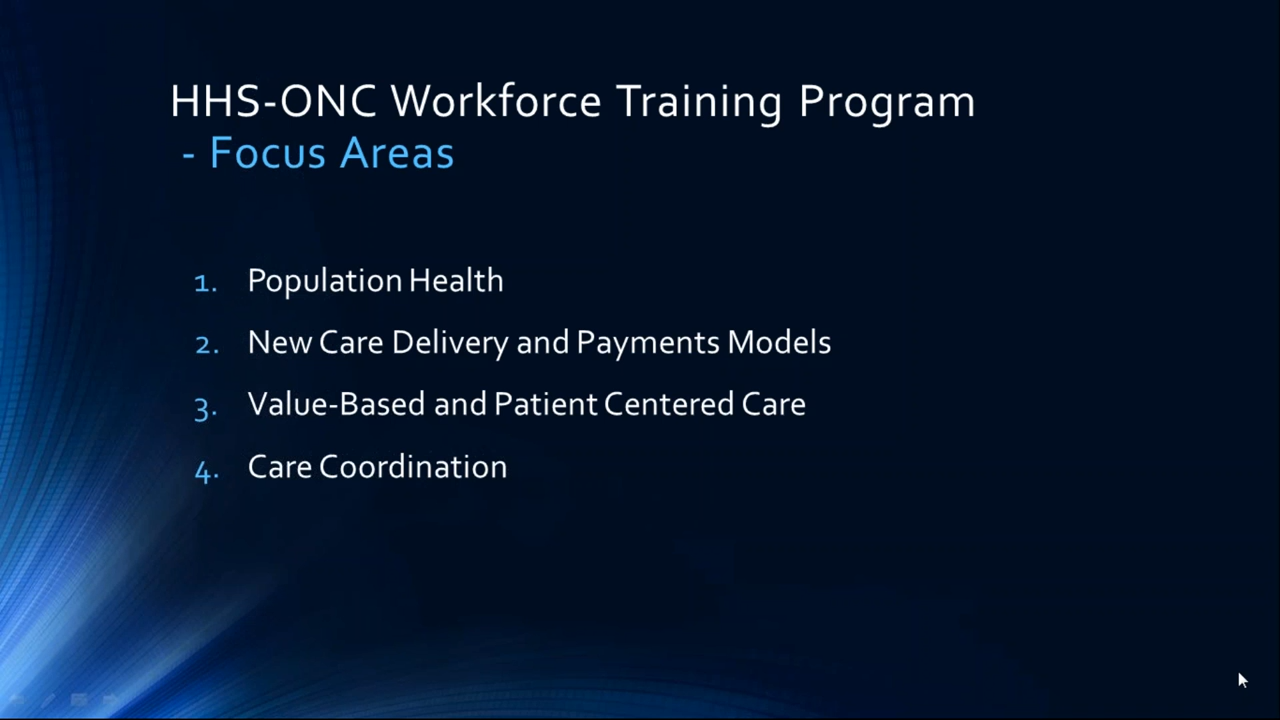 HHS-ONC Workforce Training Program
- Focus Areas
1. Population Health
2. New Care Delivery and Payments Models
3. Value-Based and Patient Centered Care
4. Care Coordination